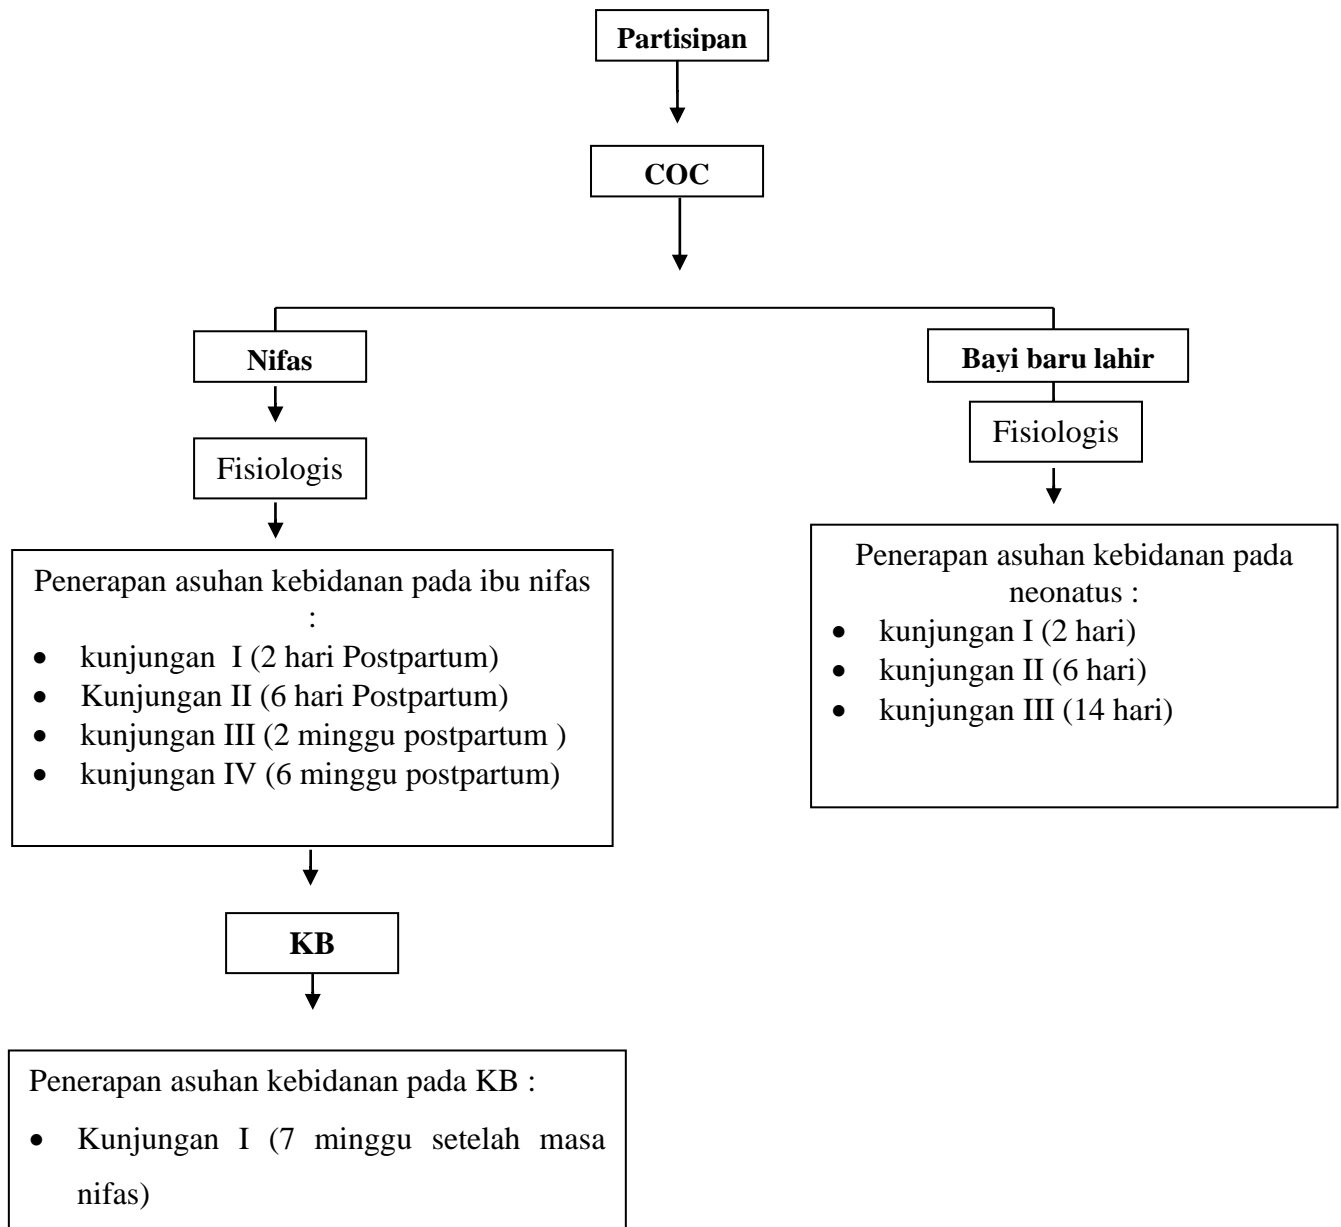 Partisipan
COC
Nifas
Bayi baru lahir
Fisiologis
Fisiologis
Penerapan asuhan kebidanan pada ibu nifas
:
• kunjungan I (2 hari Postpartum)
• Kunjungan II (6 hari Postpartum)
• kunjungan III (2 minggu postpartum )
• kunjungan IV (6 minggu postpartum)
Penerapan asuhan kebidanan pada
neonatus :
• kunjungan I (2 hari)
• kunjungan II (6 hari)
• kunjungan III (14 hari)
KB
Penerapan asuhan kebidanan pada KB :
• Kunjungan I (7 minggu setelah masa
nifas)